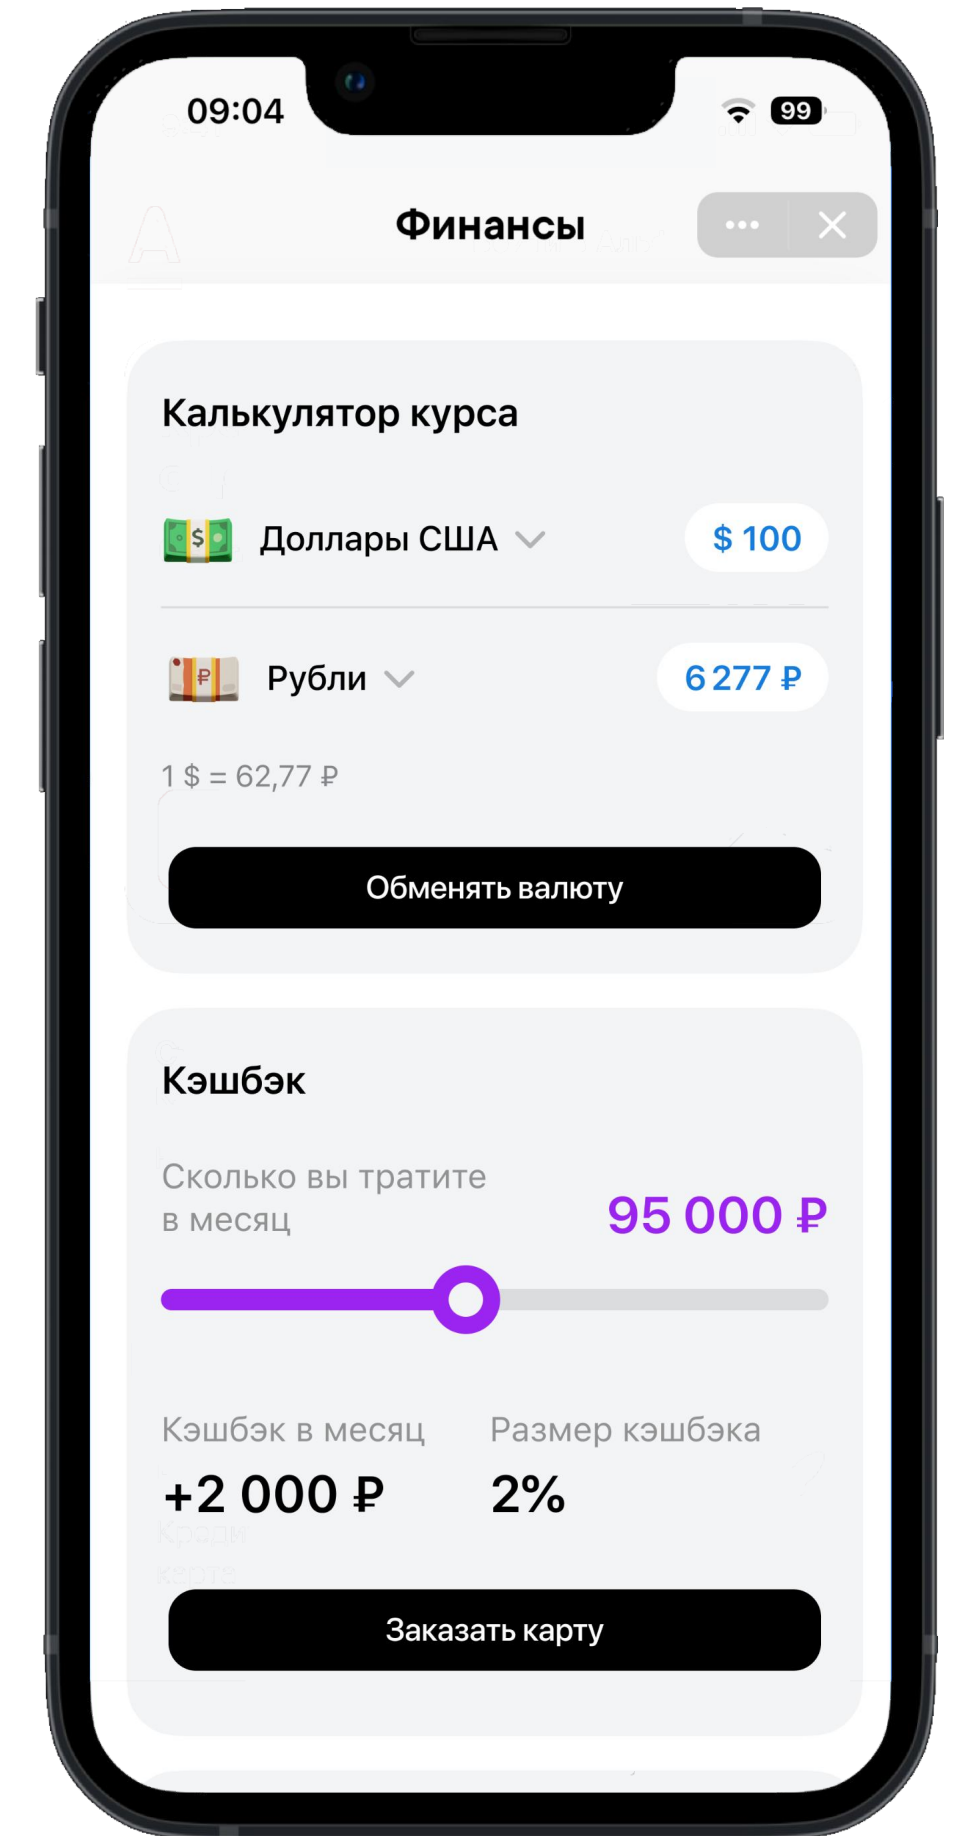 09:04
99
Финансы
Калькулятор курса
Доллары США
$ 100
Рубли
6 277 ₽
1 $ = 62,77 ₽
Обменять валюту
Кэшбэк
Сколько вы тратите
в месяц
95 000 ₽
Кэшбэк в месяц
Размер кэшбэка
+2 000 ₽
2%
Заказать карту